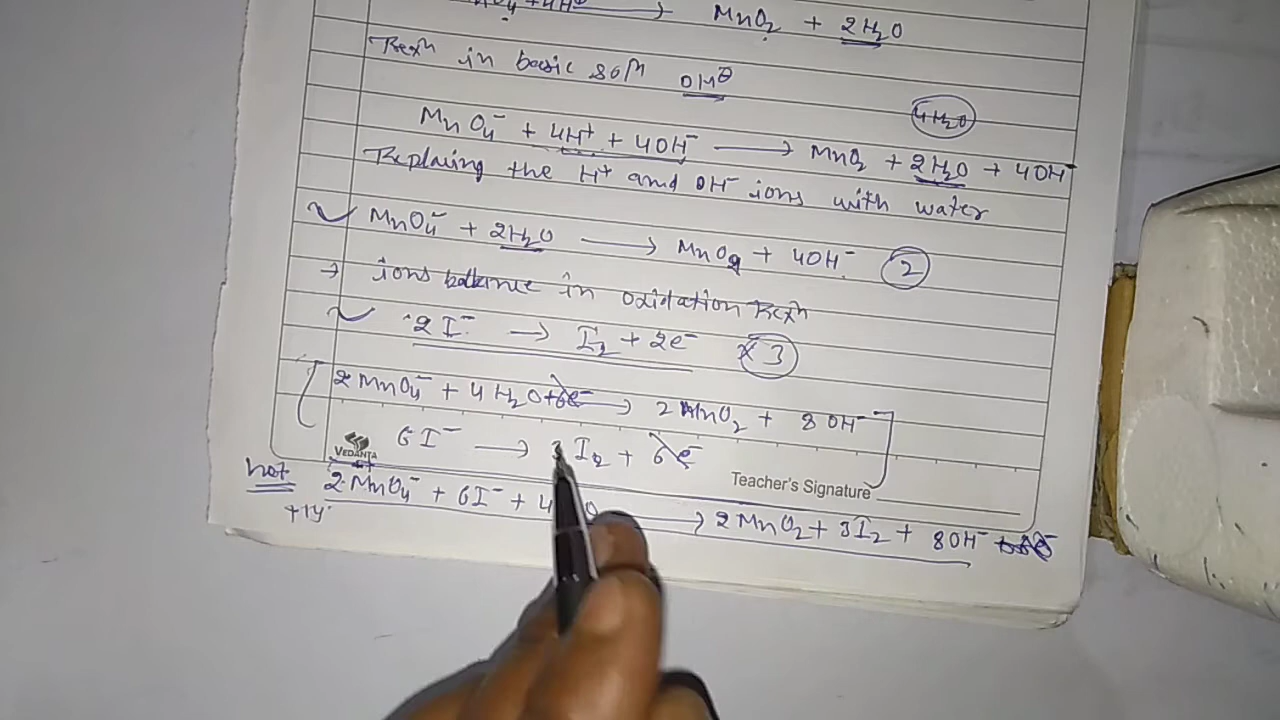 MnO₂ + 2H₂O
Rexn in basic soln OH⊖
4H₂O
MnO₄⁻ + 4H⁺ + 4OH⁻ → MnO₂ + 2H₂O + 4OH⁻
Replaing the H⁺ and OH⁻ ions with water
MnO₄⁻ + 2H₂O → MnO₂ + 4OH⁻ 2
→ ions balance in oxidation Rexn
2I⁻ → I₂ + 2e⁻ x 3
2MnO₄⁻ + 4H₂O + 6e⁻ → 2MnO₂ + 8OH⁻
6I⁻ → 3I₂ + 6e⁻
VEDANTA
Teacher's Signature
Net 2MnO₄⁻ + 6I⁻ + 4 → 2MnO₂ + 3I₂ + 8OH⁻